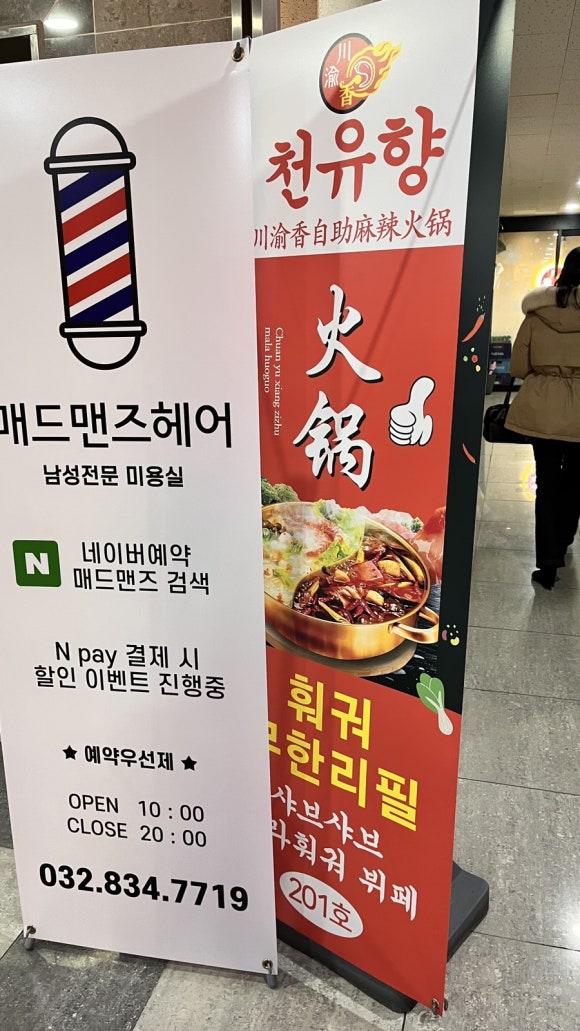 매드맨즈헤어
남성전문 미용실
N
네이버예약
매드맨즈 검색
N pay 결제 시
할인 이벤트 진행중
★ 예약우선제 ★
OPEN 10 : 00
CLOSE 20 : 00
032.834.7719
川
渝
香
천유향
川渝香自助麻辣火锅
火
锅
Chuan yu xiang zizhu
mala huoguo
훠궈
무한리필
샤브샤브
훠궈 뷔페
201호